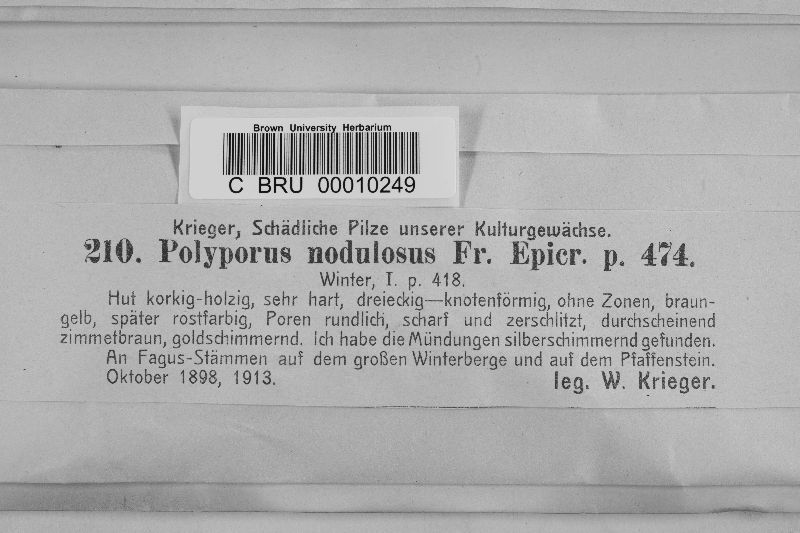 Brown University Herbarium
C BRU 00010249
Krieger, Schädliche Pilze unserer Kulturgewächse.
210. Polyporus nodulosus Fr. Epicr. p. 474.
Winter, I. p. 418.
Hut korkig-holzig, sehr hart, dreieckig—knotenförmig, ohne Zonen, braun-
gelb, später rostfarbig, Poren rundlich, scharf und zerschlitzt, durchscheinend
zimmetbraun, goldschimmernd. Ich habe die Mündungen silberschimmernd gefunden.
An Fagus-Stämmen auf dem großen Winterberge und auf dem Pfaffenstein.
Oktober 1898, 1913. leg. W. Krieger.